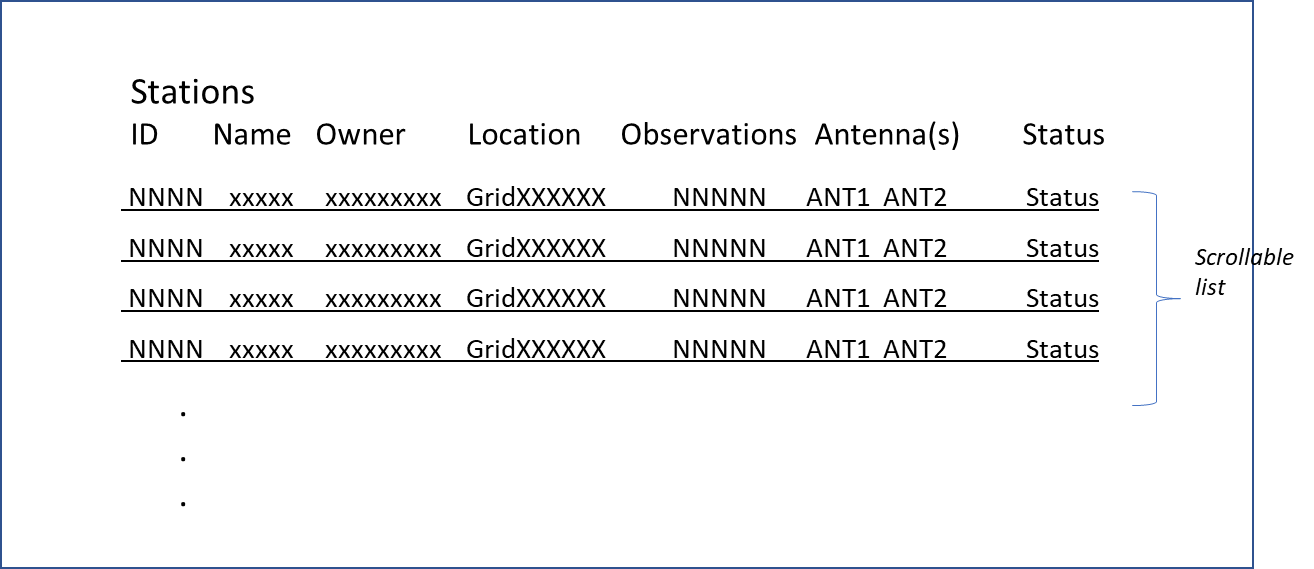 Stations
ID Name Owner Location Observations Antenna(s) Status
NNNN xxxxx xxxxxxxxx GridXXXXXX NNNNN ANT1 ANT2 Status
NNNN xxxxx xxxxxxxxx GridXXXXXX NNNNN ANT1 ANT2 Status
NNNN xxxxx xxxxxxxxx GridXXXXXX NNNNN ANT1 ANT2 Status
NNNN xxxxx xxxxxxxxx GridXXXXXX NNNNN ANT1 ANT2 Status
.
.
.
Scrollable
list